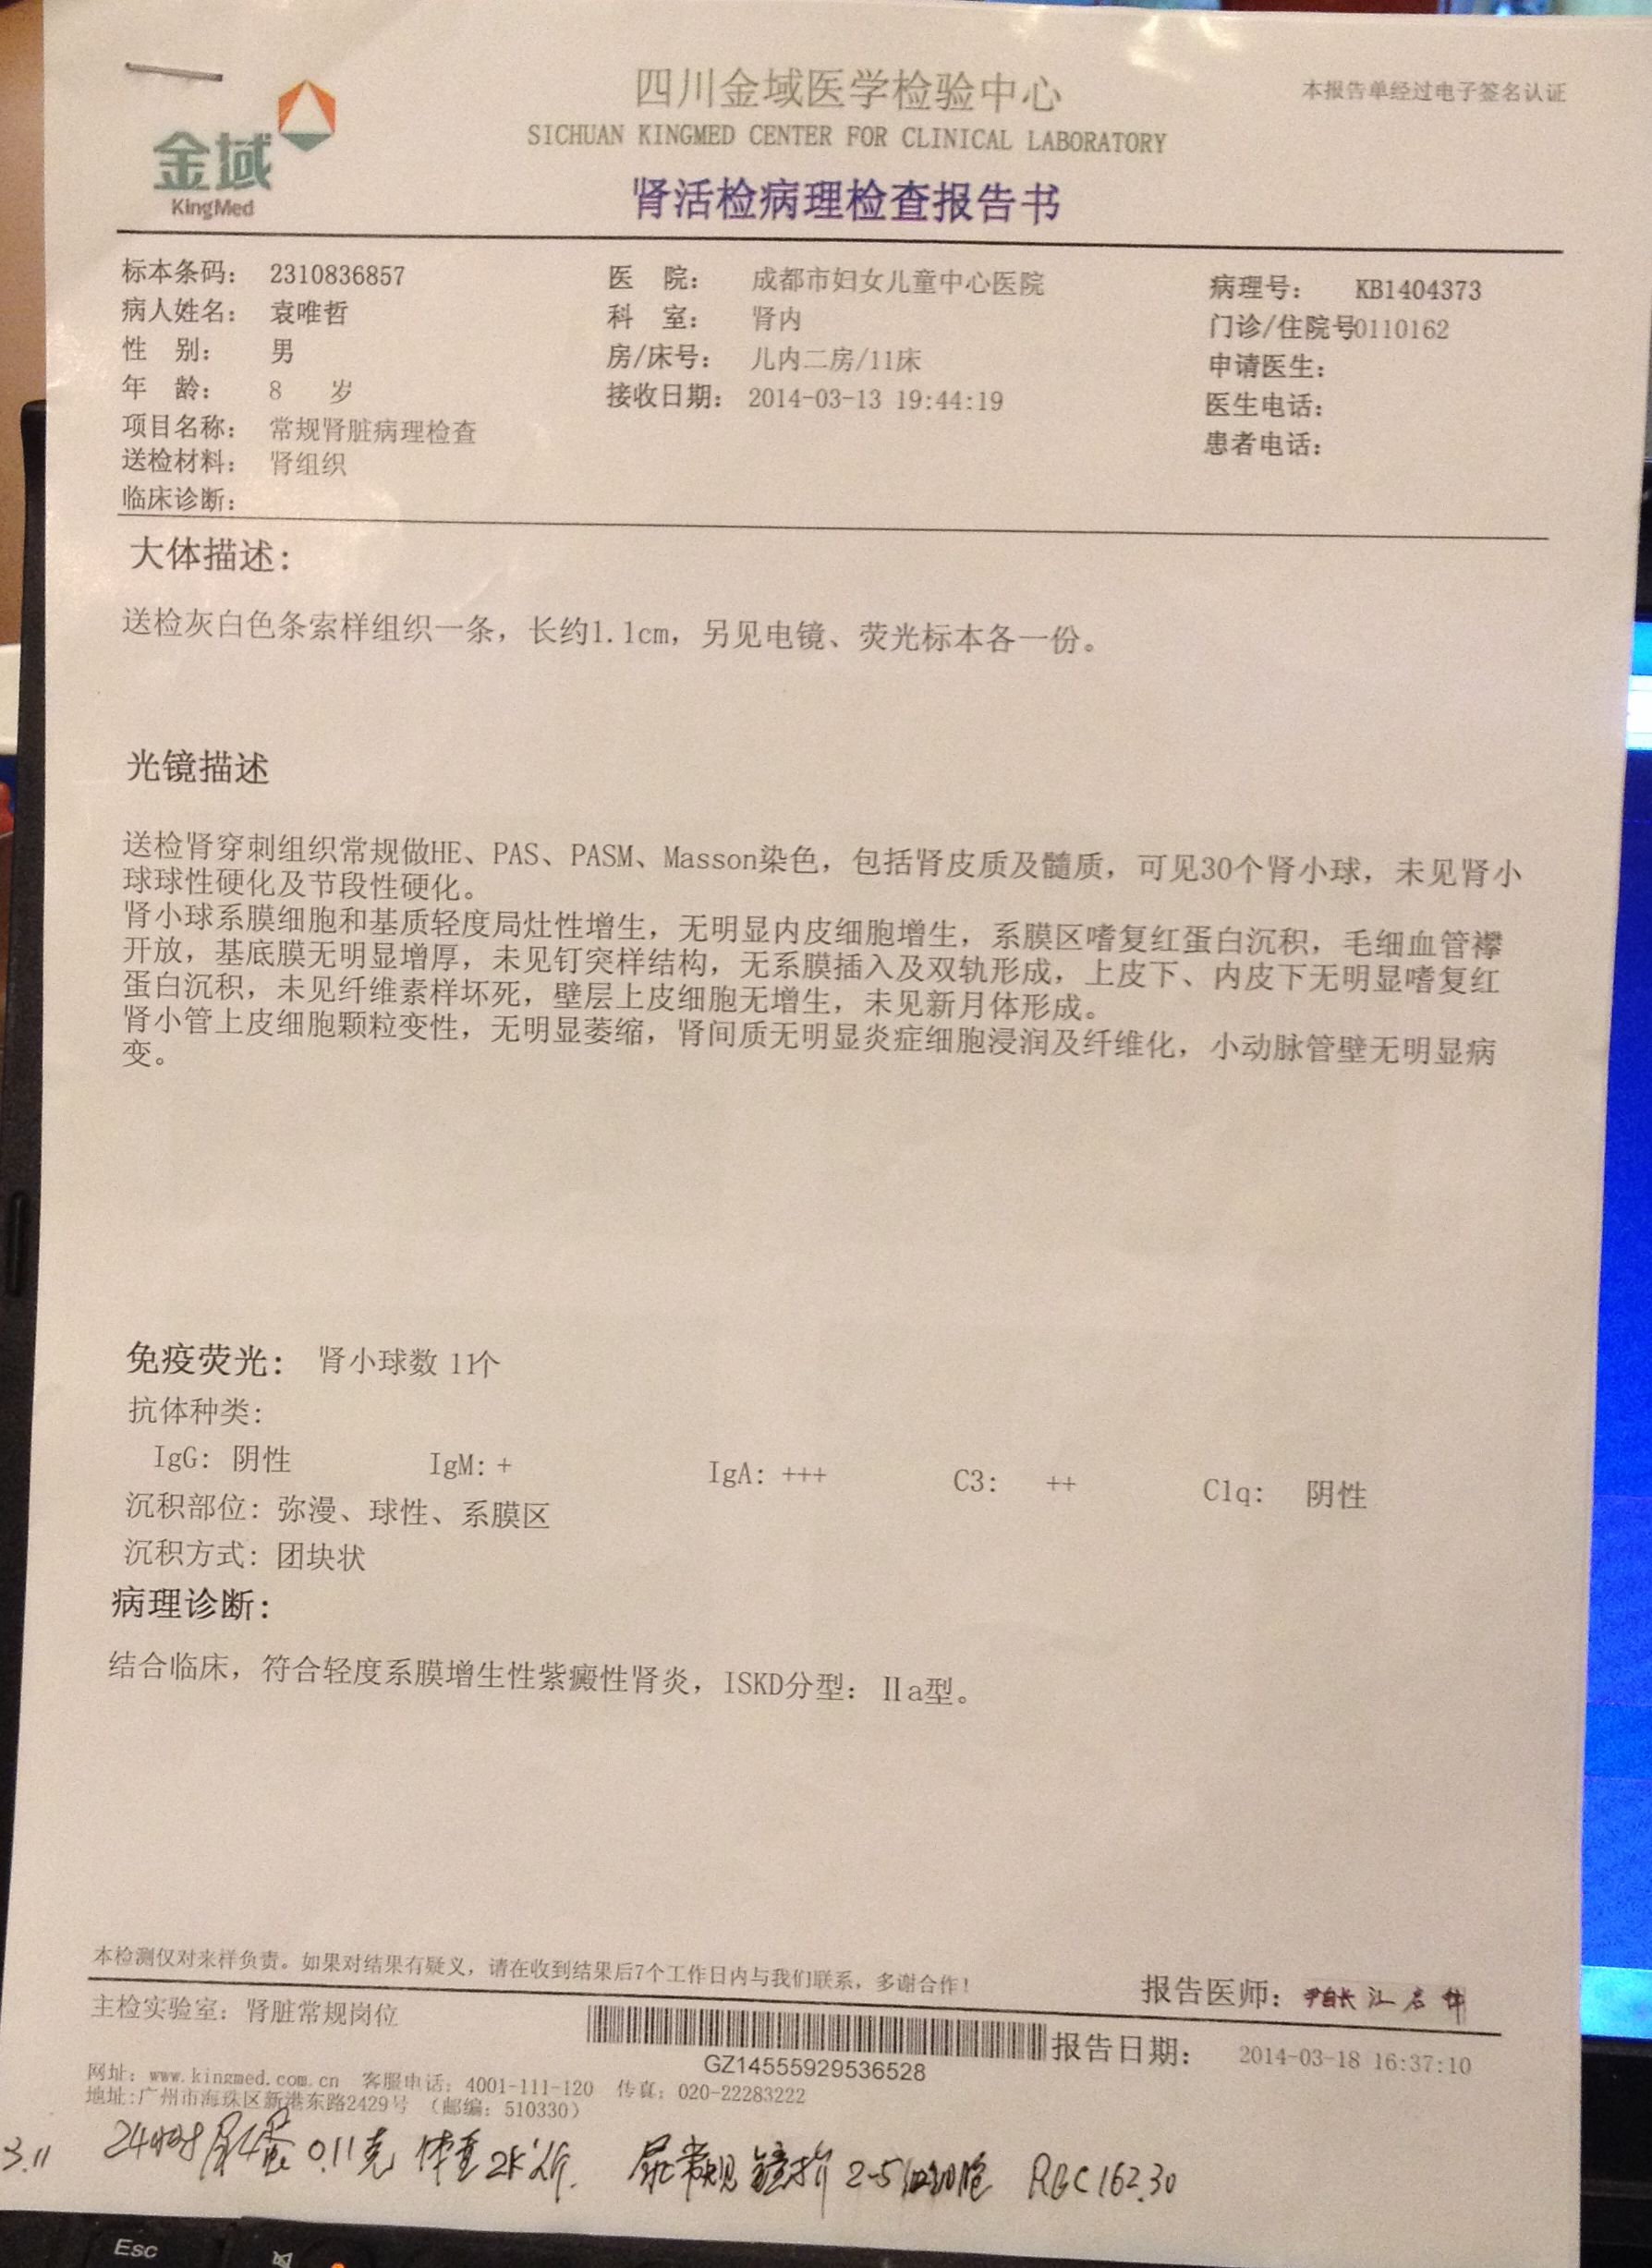 四川金域医学检验中心
本报告单经过电子签名认证
SICHUAN KINGMED CENTER FOR CLINICAL LABORATORY
金域
KingMed
肾活检病理检查报告书
标本条码： 2310836857 医 院： 成都市妇女儿童中心医院 病理号： KB1404373
病人姓名： 袁唯哲 科 室： 肾内 门诊/住院号0110162
性 别： 男 房/床号： 儿内二房/11床 申请医生：
年 龄： 8 岁 接收日期： 2014-03-13 19:44:19 医生电话：
项目名称： 常规肾脏病理检查 患者电话：
送检材料： 肾组织
临床诊断：
大体描述：
送检灰白色条索样组织一条，长约1.1cm，另见电镜、荧光标本各一份。
光镜描述
送检肾穿刺组织常规做HE、PAS、PASM、Masson染色，包括肾皮质及髓质，可见30个肾小球，未见肾小
球球性硬化及节段性硬化。
肾小球系膜细胞和基质轻度局灶性增生，无明显内皮细胞增生，系膜区嗜复红蛋白沉积，毛细血管襻
开放，基底膜无明显增厚，未见钉突样结构，无系膜插入及双轨形成，上皮下、内皮下无明显嗜复红
蛋白沉积，未见纤维素样坏死，壁层上皮细胞无增生，未见新月体形成。
肾小管上皮细胞颗粒变性，无明显萎缩，肾间质无明显炎症细胞浸润及纤维化，小动脉管壁无明显病
变。
免疫荧光： 肾小球数 11个
抗体种类：
IgG: 阴性 IgM: + IgA: +++ C3: ++ C1q: 阴性
沉积部位: 弥漫、球性、系膜区
沉积方式: 团块状
病理诊断：
结合临床，符合轻度系膜增生性紫癜性肾炎，ISKD分型： Ⅱa型。
本检测仅对来样负责。如果对结果有疑义，请在收到结果后7个工作日内与我们联系，多谢合作！
主检实验室：肾脏常规岗位 报告医师：
GZ14555929536528
报告日期： 2014-03-18 16:37:10
网址：www.kingmed.com.cn 客服电话：4001-111-120 传真：020-22283222
地址:广州市海珠区新港东路2429号 （邮编：510330）
3.11 24小时尿蛋 0.11克 体重 公斤. 尿常规镜检 2-5 细胞 RBC 162.30
Esc